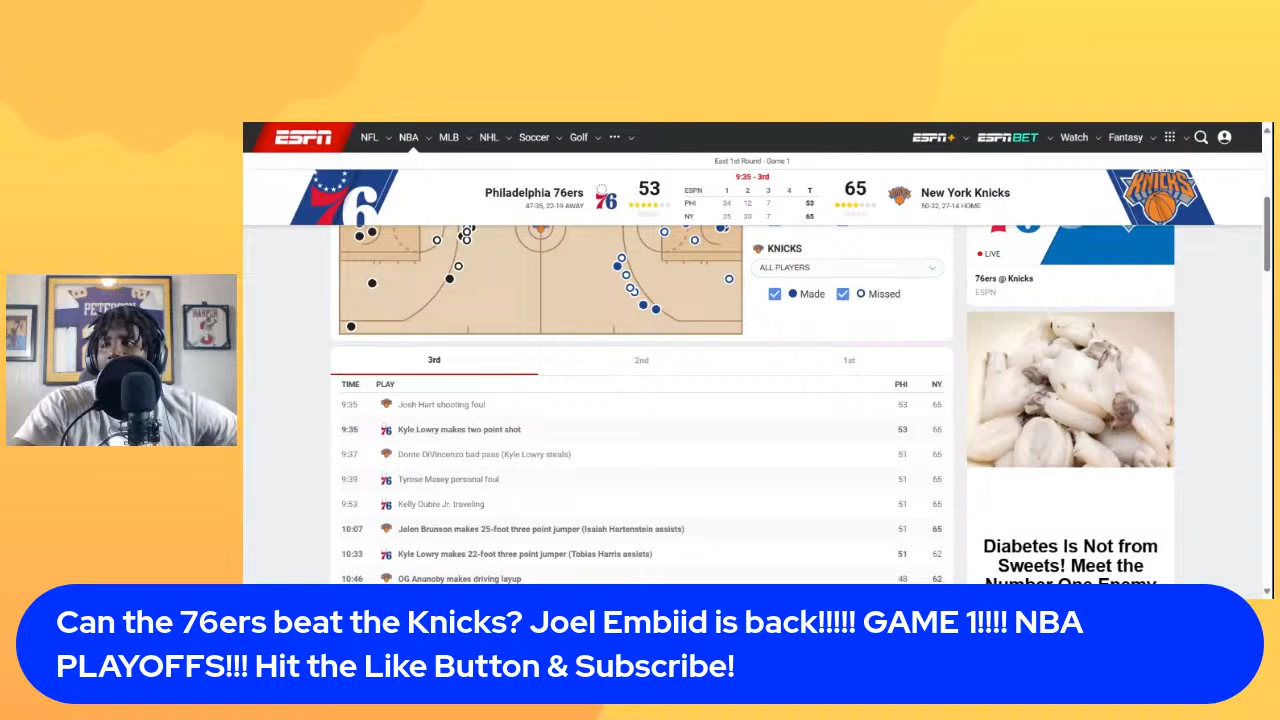 ESPN NFL NBA MLB NHL Soccer Golf ••• ESPN+ ESPN BET Watch Fantasy
East 1st Round - Game 1
Philadelphia 76ers
47-35, 22-19 AWAY
76
53
9:35 - 3rd
ESPN 1 2 3 4 T
PHI 34 12 7 53
NY 25 33 7 65
65
New York Knicks
50-32, 27-14 HOME
KNICKS
KNICKS
ALL PLAYERS
Made Missed
LIVE
76ers @ Knicks
ESPN
PETERSON
HARPER
3rd 2nd 1st
TIME PLAY PHI NY
9:35 Josh Hart shooting foul 53 65
9:35 Kyle Lowry makes two point shot 53 65
9:37 Donte DiVincenzo bad pass (Kyle Lowry steals) 51 65
9:39 Tyrese Maxey personal foul 51 65
9:53 Kelly Oubre Jr. traveling 51 65
10:07 Jalen Brunson makes 25-foot three point jumper (Isaiah Hartenstein assists) 51 65
10:33 Kyle Lowry makes 22-foot three point jumper (Tobias Harris assists) 51 62
10:46 OG Anunoby makes driving layup 48 62
Diabetes Is Not from
Sweets! Meet the
Number One Enemy
Can the 76ers beat the Knicks? Joel Embiid is back!!!!! GAME 1!!!! NBA
PLAYOFFS!!! Hit the Like Button & Subscribe!